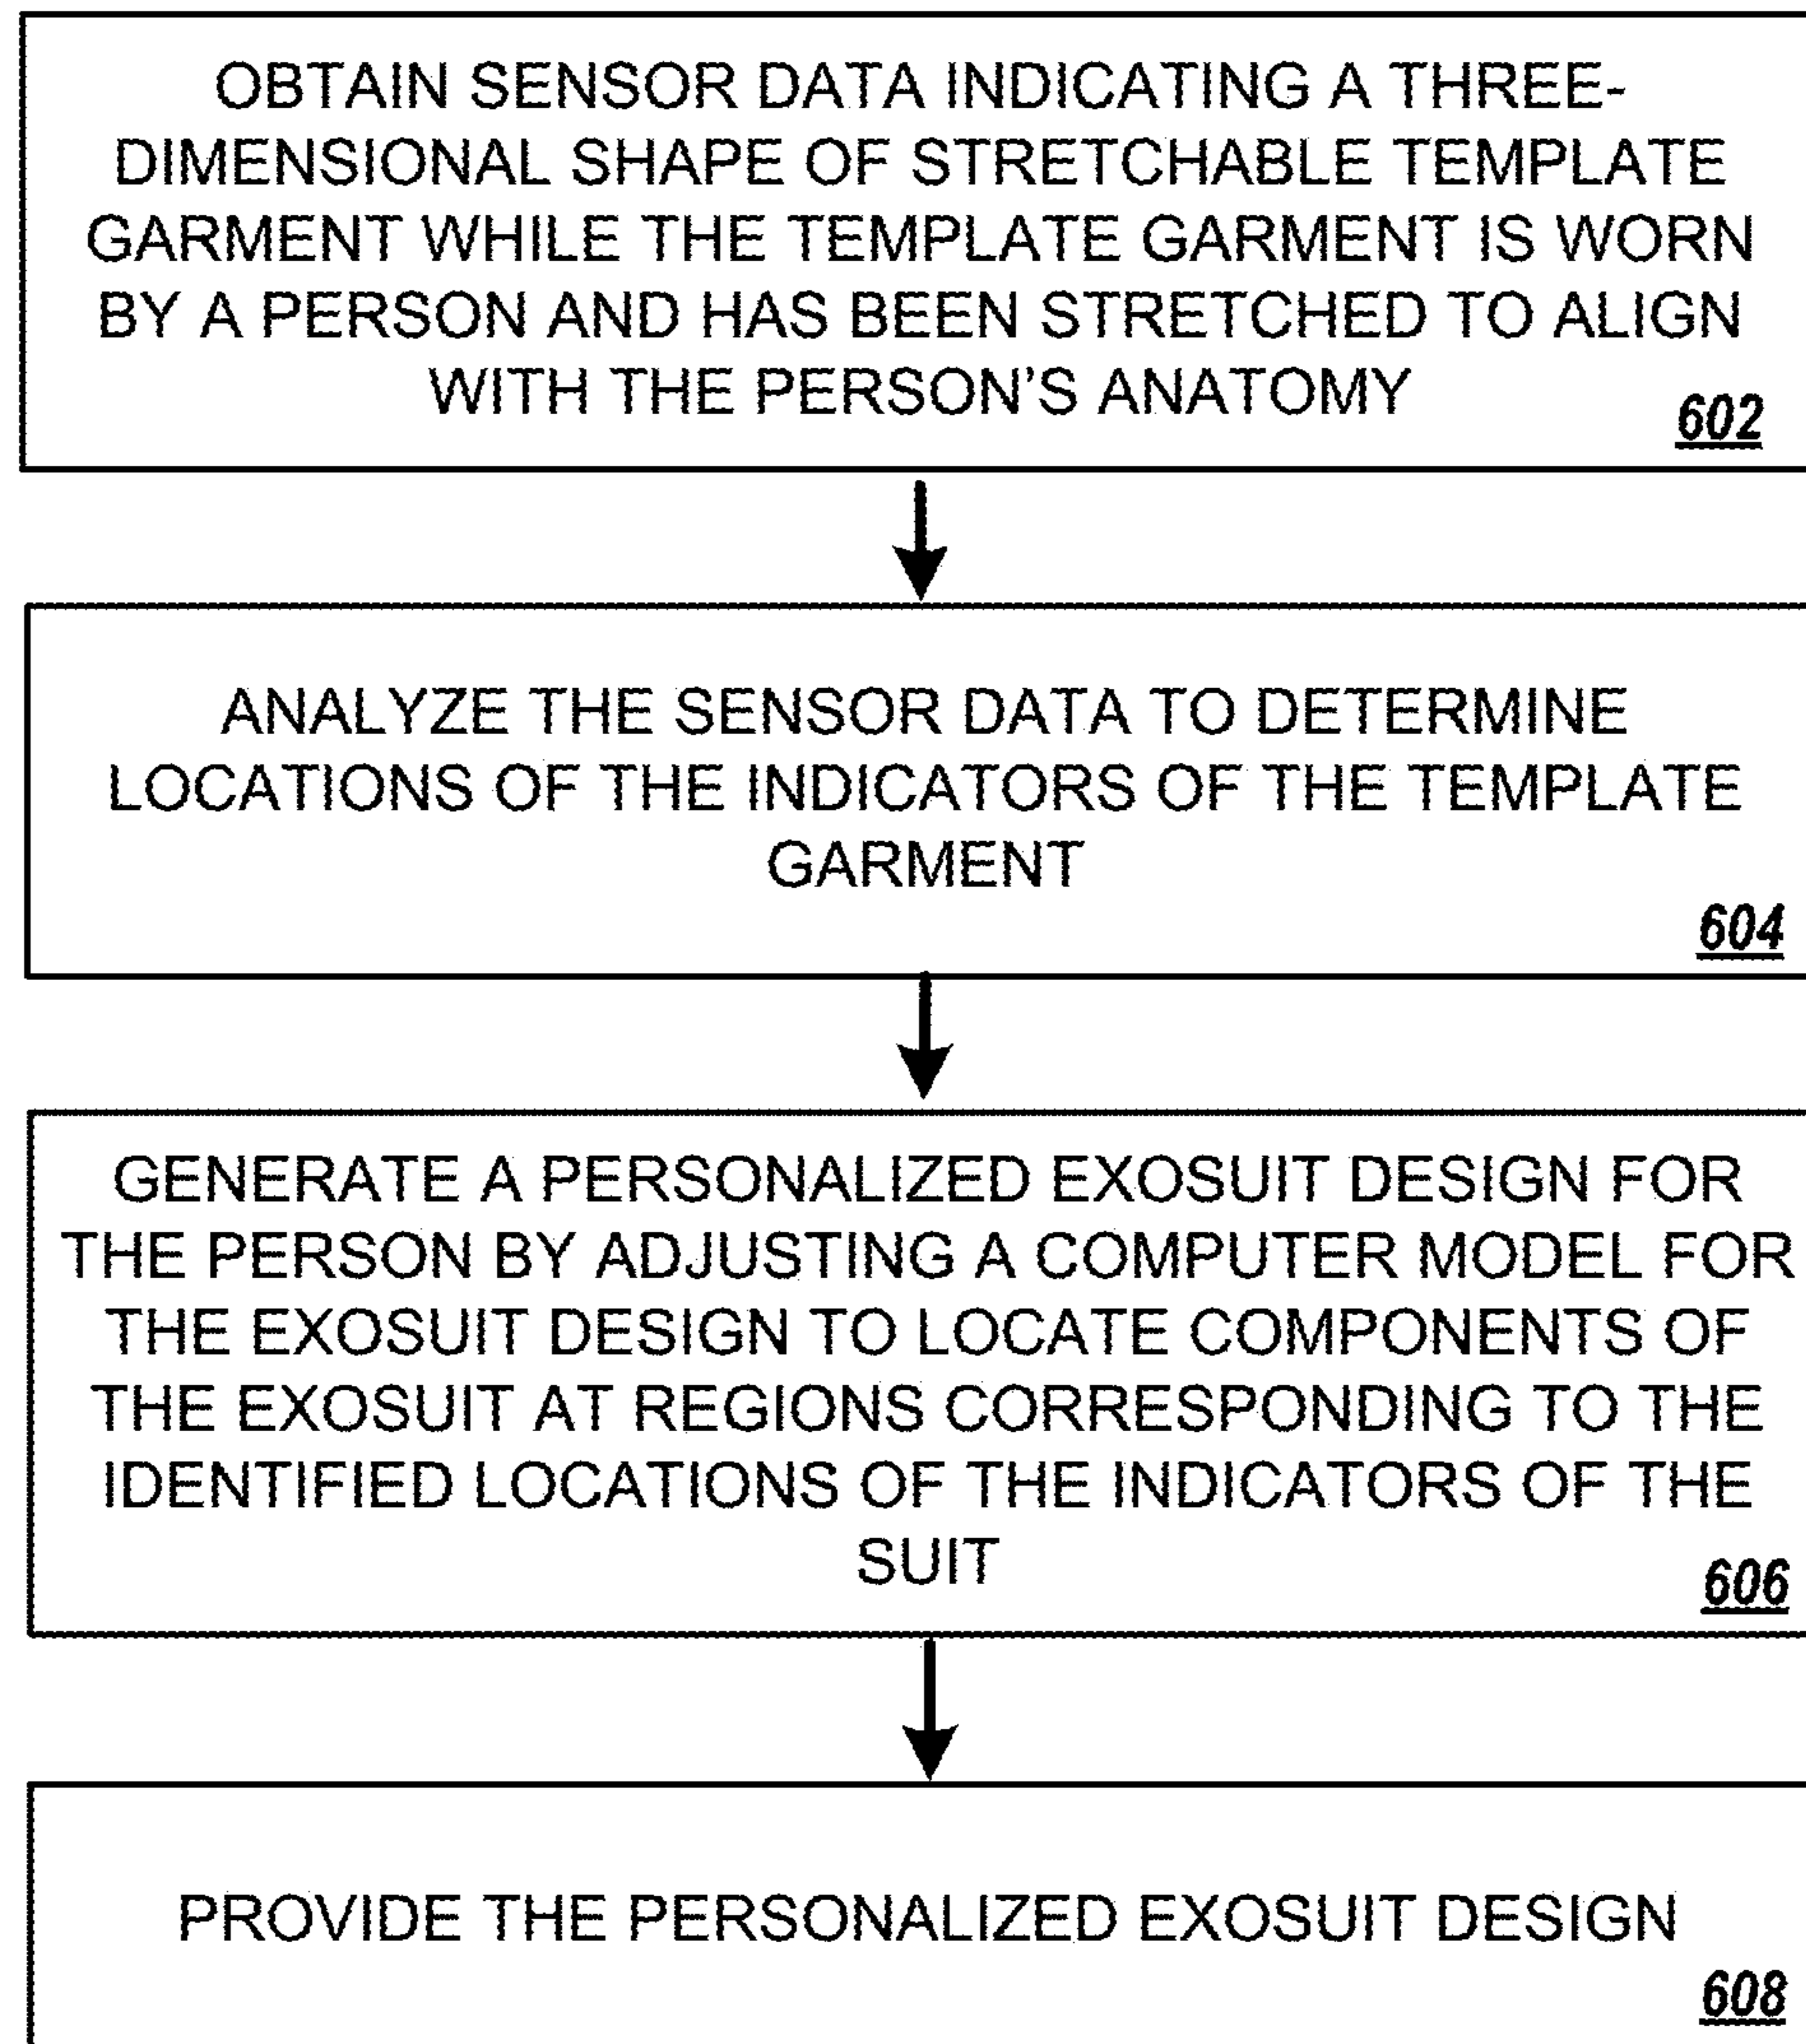 OBTAIN SENSOR DATA INDICATING A THREE-
DIMENSIONAL SHAPE OF STRETCHABLE TEMPLATE
GARMENT WHILE THE TEMPLATE GARMENT IS WORN
BY A PERSON AND HAS BEEN STRETCHED TO ALIGN
WITH THE PERSON'S ANATOMY
602
ANALYZE THE SENSOR DATA TO DETERMINE
LOCATIONS OF THE INDICATORS OF THE TEMPLATE
GARMENT
604
GENERATE A PERSONALIZED EXOSUIT DESIGN FOR
THE PERSON BY ADJUSTING A COMPUTER MODEL FOR
THE EXOSUIT DESIGN TO LOCATE COMPONENTS OF
THE EXOSUIT AT REGIONS CORRESPONDING TO THE
IDENTIFIED LOCATIONS OF THE INDICATORS OF THE
SUIT
606
PROVIDE THE PERSONALIZED EXOSUIT DESIGN
608